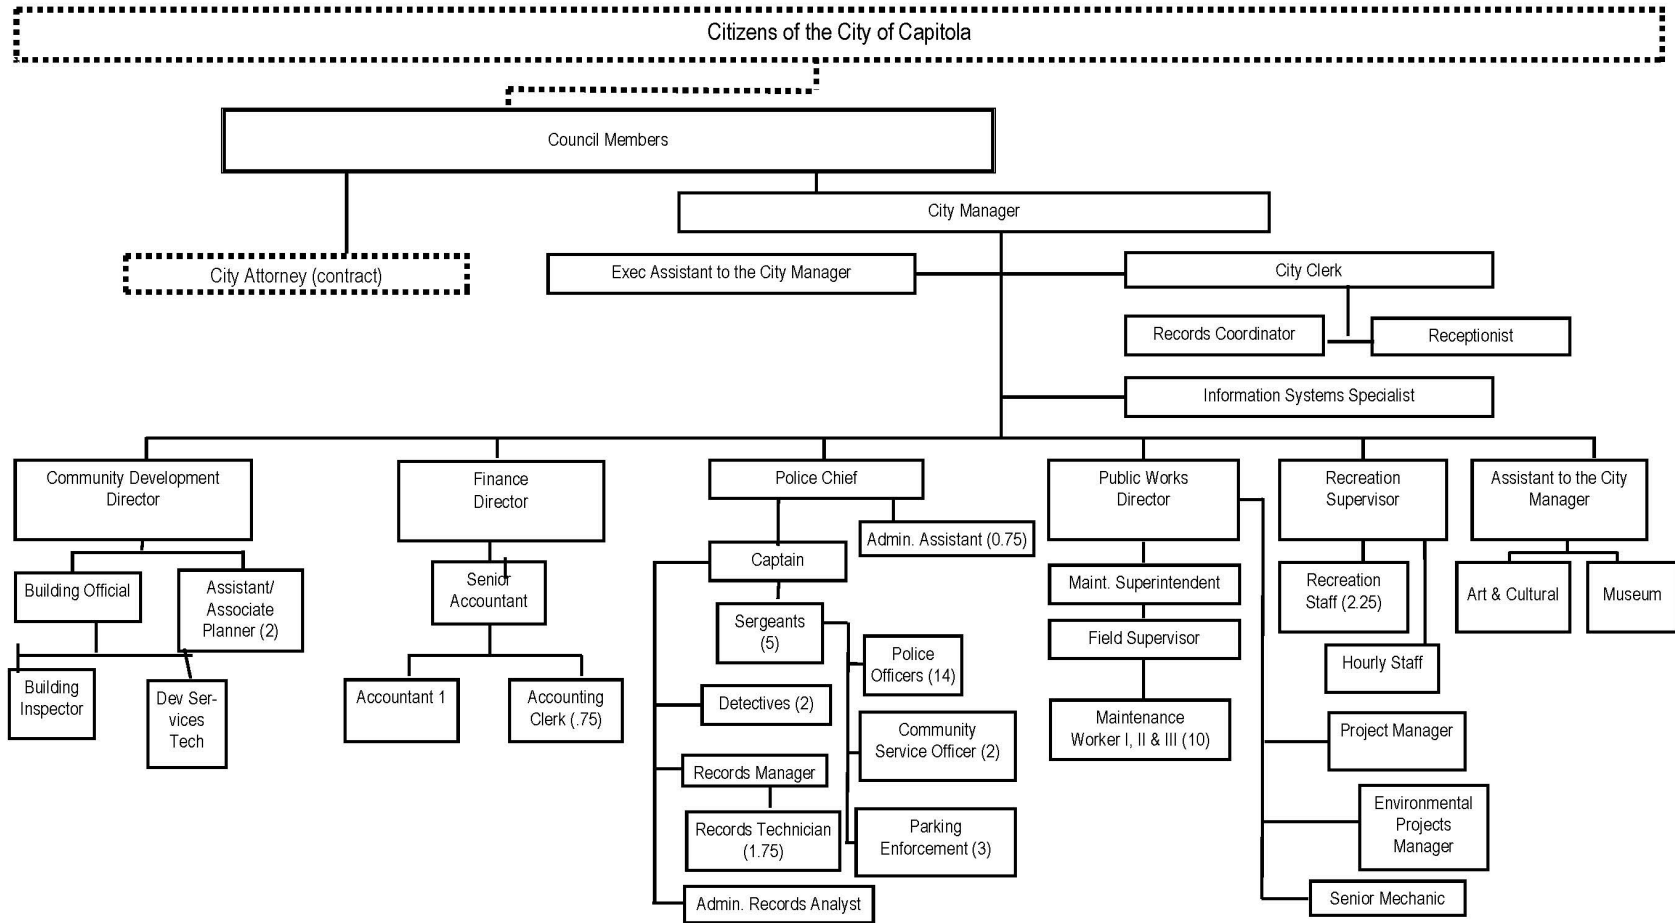 Citizens of the City of Capitola
Council Members
City Manager
City Attorney (contract)
Exec Assistant to the City Manager
City Clerk
Records Coordinator
Receptionist
Information Systems Specialist
Community Development
Director
Building Official
Assistant/
Associate
Planner (2)
Building
Inspector
Dev Ser-
vices
Tech
Finance
Director
Senior
Accountant
Accountant 1
Accounting
Clerk (.75)
Police Chief
Admin. Assistant (0.75)
Captain
Sergeants
(5)
Police
Officers (14)
Community
Service Officer (2)
Parking
Enforcement (3)
Detectives (2)
Records Manager
Records Technician
(1.75)
Admin. Records Analyst
Public Works
Director
Maint. Superintendent
Field Supervisor
Maintenance
Worker I, II & III (10)
Project Manager
Environmental
Projects
Manager
Senior Mechanic
Recreation
Supervisor
Recreation
Staff (2.25)
Hourly Staff
Assistant to the City
Manager
Art & Cultural
Museum